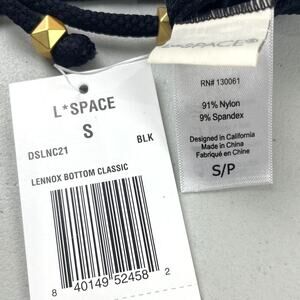 L*SPACE
S
DSLNC21
BLK
LENNOX BOTTOM CLASSIC
8 40149 52458 2
L*SPACE®
RN# 130061
91% Nylon
9% Spandex
Designed in California
Made in China
Fabriqué en Chine
S/P